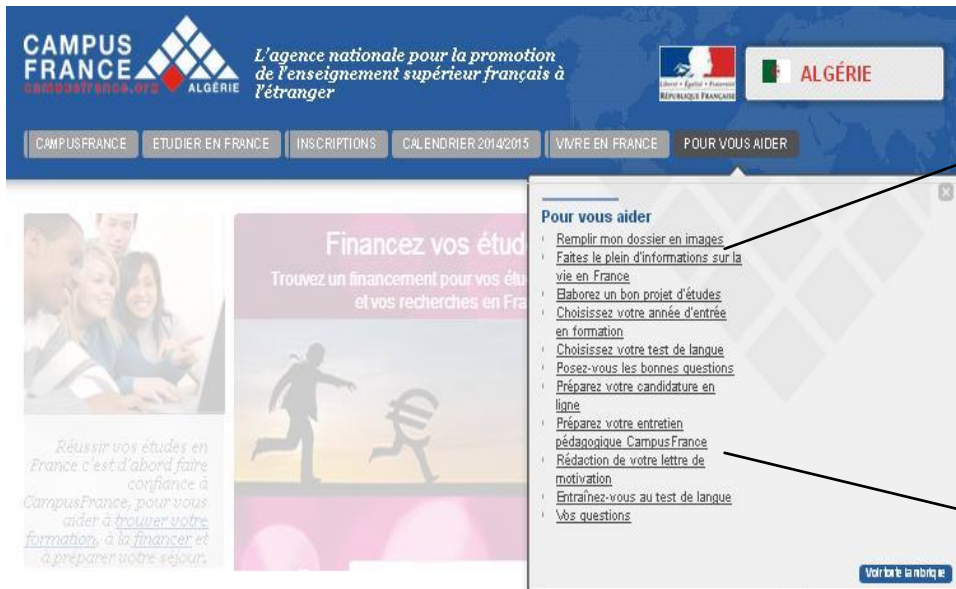 CAMPUS
FRANCE
campusfrance.org
ALGÉRIE
L'agence nationale pour la promotion
de l'enseignement supérieur français à
l'étranger
Liberté • Égalité • Fraternité
RÉPUBLIQUE FRANÇAISE
ALGÉRIE
CAMPUSFRANCE
ETUDIER EN FRANCE
INSCRIPTIONS
CALENDRIER 2014/2015
VIVRE EN FRANCE
POUR VOUS AIDER
Financez vos étud
Trouvez un financement pour vos étu
et vos recherches en Fra
Réussir vos études en
France c'est d'abord faire
confiance à
CampusFrance, pour vous
aider à trouver votre
formation, à la financer et
à préparer votre séjour.
Pour vous aider
Remplir mon dossier en images
Faites le plein d'informations sur la
vie en France
Elaborez un bon projet d'études
Choisissez votre année d'entrée
en formation
Choisissez votre test de langue
Posez-vous les bonnes questions
Préparez votre candidature en
ligne
Préparez votre entretien
pédagogique CampusFrance
Rédaction de votre lettre de
motivation
Entraînez-vous au test de langue
Vos questions
Voir toute la rubrique